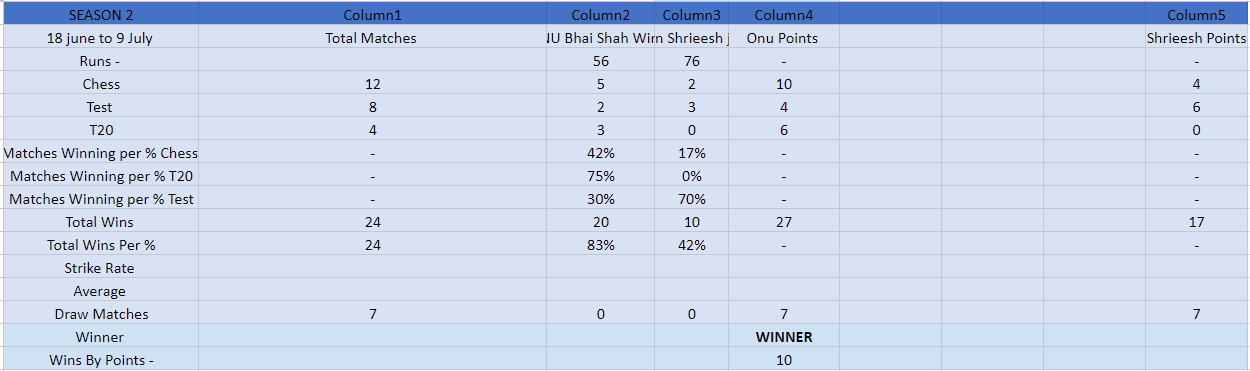 SEASON 2 Column1 Column2 Column3 Column4 Column5
18 june to 9 July Total Matches NU Bhai Shah Wir n Shrieesh j Onu Points Shrieesh Points
Runs - 56 76 - -
Chess 12 5 2 10 4
Test 8 2 3 4 6
T20 4 3 0 6 0
Matches Winning per % Chess - 42% 17% - -
Matches Winning per % T20 - 75% 0% - -
Matches Winning per % Test - 30% 70% - -
Total Wins 24 20 10 27 17
Total Wins Per % 24 83% 42% - -
Strike Rate
Average
Draw Matches 7 0 0 7 7
Winner WINNER
Wins By Points - 10